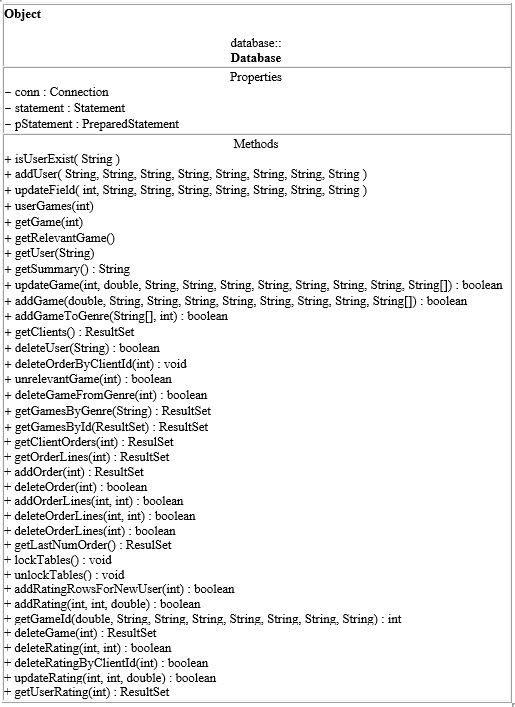 Object
database::
Database
Properties
– conn : Connection
– statement : Statement
– pStatement : PreparedStatement
Methods
+ isUserExist( String )
+ addUser( String, String, String, String, String, String, String, String )
+ updateField( int, String, String, String, String, String, String, String )
+ userGames(int)
+ getGame(int)
+ getRelevantGame()
+ getUser(String)
+ getSummary() : String
+ updateGame(int, double, String, String, String, String, String, String, String, String[]) : boolean
+ addGame(double, String, String, String, String, String, String, String, String[]) : boolean
+ addGameToGenre(String[], int) : boolean
+ getClients() : ResultSet
+ deleteUser(String) : boolean
+ deleteOrderByClientId(int) : void
+ unrelevantGame(int) : boolean
+ deleteGameFromGenre(int) : boolean
+ getGamesByGenre(String) : ResultSet
+ getGamesById(ResultSet) : ResultSet
+ getClientOrders(int) : ResulSet
+ getOrderLines(int) : ResultSet
+ addOrder(int) : ResultSet
+ deleteOrder(int) : boolean
+ addOrderLines(int, int) : boolean
+ deleteOrderLines(int, int) : boolean
+ deleteOrderLines(int) : boolean
+ getLastNumOrder() : ResulSet
+ lockTables() : void
+ unlockTables() : void
+ addRatingRowsForNewUser(int) : boolean
+ addRating(int, int, double) : boolean
+ getGameId(double, String, String, String, String, String, String, String) : int
+ deleteGame(int) : ResultSet
+ deleteRating(int, int) : boolean
+ deleteRatingByClientId(int) : boolean
+ updateRating(int, int, double) : boolean
+ getUserRating(int) : ResultSet